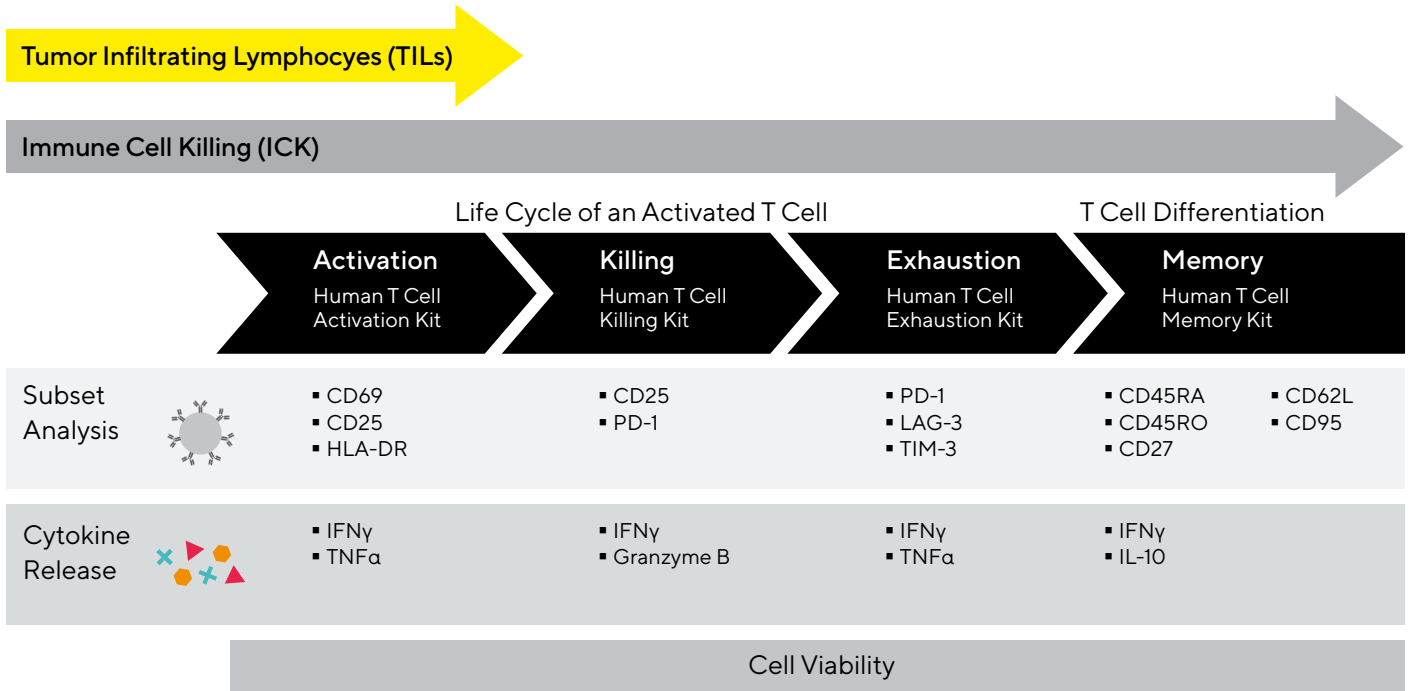 Tumor Infiltrating Lymphocyes (TILs)
Immune Cell Killing (ICK)
Life Cycle of an Activated T Cell
T Cell Differentiation
Activation
Human T Cell
Activation Kit
Killing
Human T Cell
Killing Kit
Exhaustion
Human T Cell
Exhaustion Kit
Memory
Human T Cell
Memory Kit
Subset
Analysis
▪ CD69
▪ CD25
▪ HLA-DR
▪ CD25
▪ PD-1
▪ PD-1
▪ LAG-3
▪ TIM-3
▪ CD45RA
▪ CD45RO
▪ CD27
▪ CD62L
▪ CD95
Cytokine
Release
▪ IFNγ
▪ TNFα
▪ IFNγ
▪ Granzyme B
▪ IFNγ
▪ TNFα
▪ IFNγ
▪ IL-10
Cell Viability